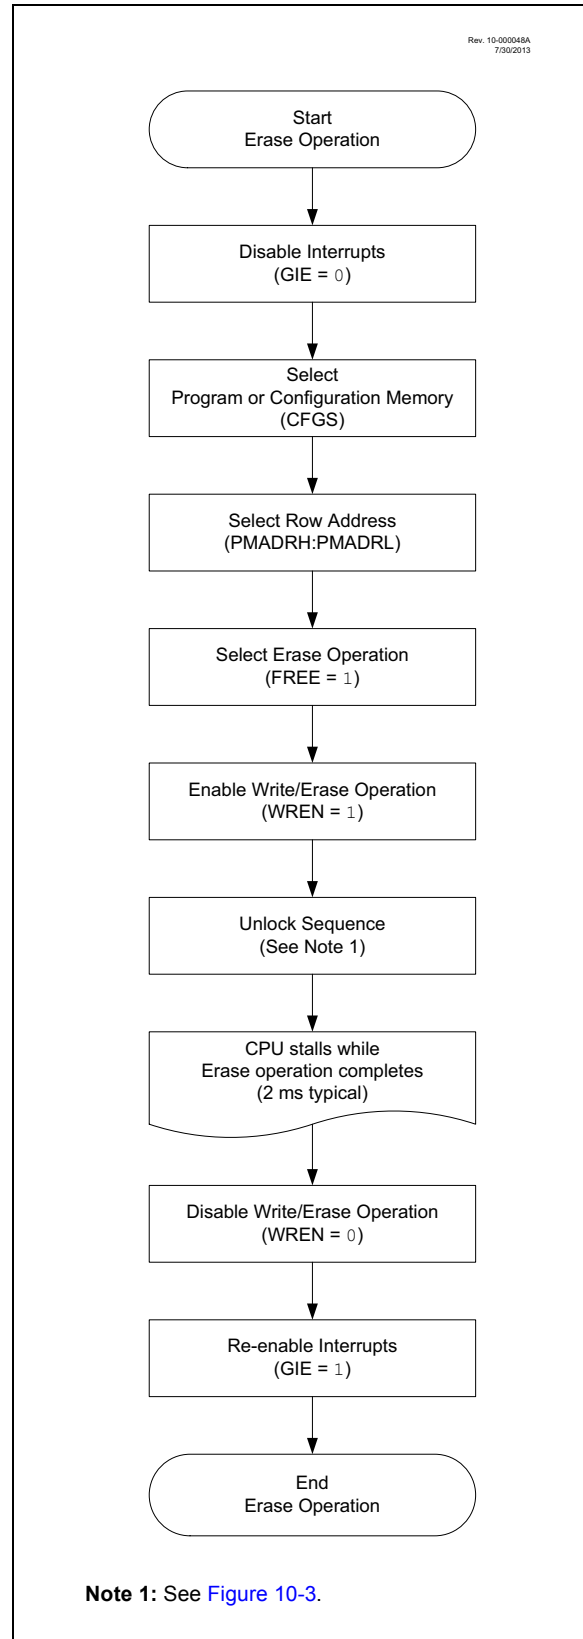 Rev. 10-000048A
7/30/2013
Start
Erase Operation
Disable Interrupts
(GIE = 0)
Select
Program or Configuration Memory
(CFGS)
Select Row Address
(PMADRH:PMADRL)
Select Erase Operation
(FREE = 1)
Enable Write/Erase Operation
(WREN = 1)
Unlock Sequence
(See Note 1)
CPU stalls while
Erase operation completes
(2 ms typical)
Disable Write/Erase Operation
(WREN = 0)
Re-enable Interrupts
(GIE = 1)
End
Erase Operation
Note 1: See Figure 10-3.